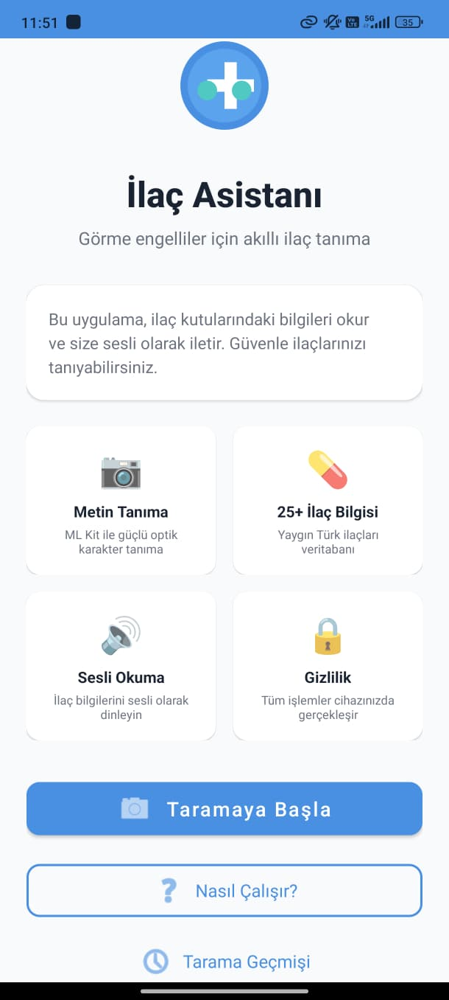 11:51
Vo
LTE
5G
35
İlaç Asistanı
Görme engelliler için akıllı ilaç tanıma
Bu uygulama, ilaç kutularındaki bilgileri okur
ve size sesli olarak iletir. Güvenle ilaçlarınızı
tanıyabilirsiniz.
Metin Tanıma
ML Kit ile güçlü optik
karakter tanıma
25+ İlaç Bilgisi
Yaygın Türk ilaçları
veritabanı
Sesli Okuma
İlaç bilgilerini sesli olarak
dinleyin
Gizlilik
Tüm işlemler cihazınızda
gerçekleşir
Taramaya Başla
Nasıl Çalışır?
Tarama Geçmişi